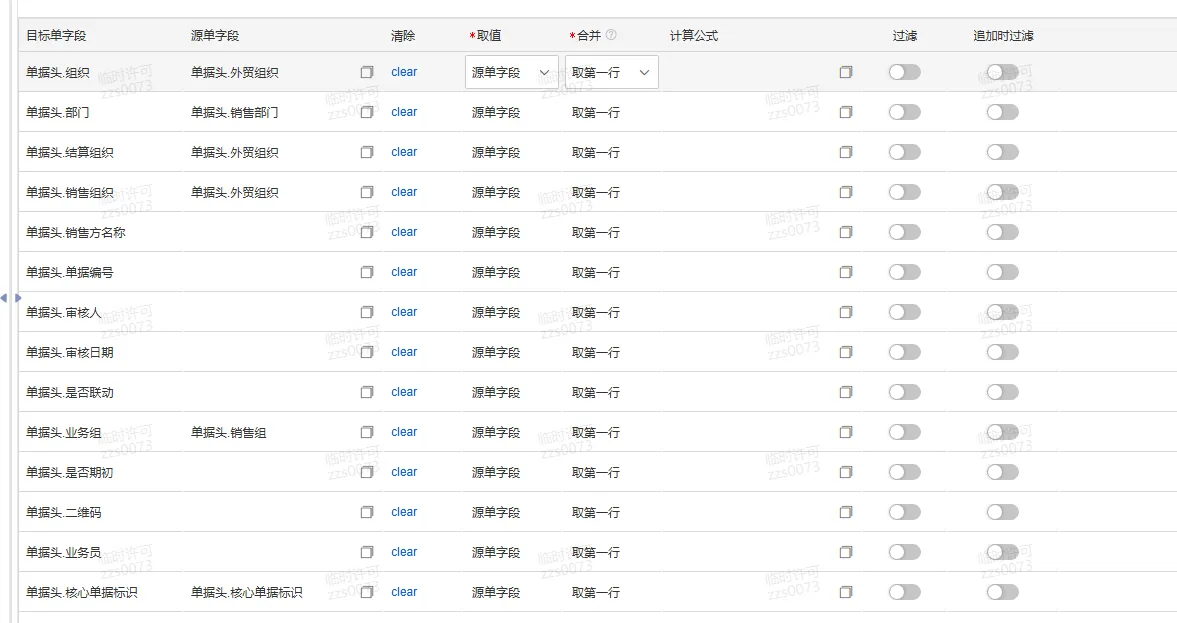 目标单字段 源单字段 清除 *取值 *合并 计算公式 过滤 追加时过滤
单据头.组织 单据头.外贸组织 clear 源单字段 取第一行
单据头.部门 单据头.销售部门 clear 源单字段 取第一行
单据头.结算组织 单据头.外贸组织 clear 源单字段 取第一行
单据头.销售组织 单据头.外贸组织 clear 源单字段 取第一行
单据头.销售方名称 clear 源单字段 取第一行
单据头.单据编号 clear 源单字段 取第一行
单据头.审核人 clear 源单字段 取第一行
单据头.审核日期 clear 源单字段 取第一行
单据头.是否联动 clear 源单字段 取第一行
单据头.业务组 单据头.销售组 clear 源单字段 取第一行
单据头.是否期初 clear 源单字段 取第一行
单据头.二维码 clear 源单字段 取第一行
单据头.业务员 clear 源单字段 取第一行
单据头.核心单据标识 单据头.核心单据标识 clear 源单字段 取第一行
临时许可
zzs0073